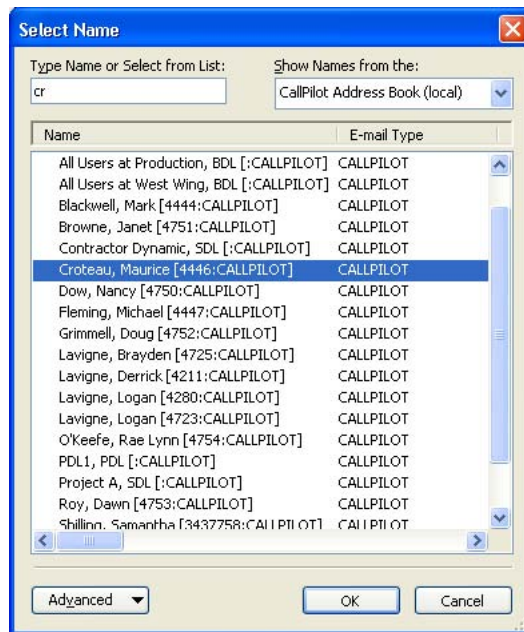 Select Name
Type Name or Select from List: Show Names from the:
cr CallPilot Address Book (local)
Name E-mail Type
All Users at Production, BDL [:CALLPILOT] CALLPILOT
All Users at West Wing, BDL [:CALLPILOT] CALLPILOT
Blackwell, Mark [4444:CALLPILOT] CALLPILOT
Browne, Janet [4751:CALLPILOT] CALLPILOT
Contractor Dynamic, SDL [:CALLPILOT] CALLPILOT
Croteau, Maurice [4446:CALLPILOT] CALLPILOT
Dow, Nancy [4750:CALLPILOT] CALLPILOT
Fleming, Michael [4447:CALLPILOT] CALLPILOT
Grimmell, Doug [4752:CALLPILOT] CALLPILOT
Lavigne, Brayden [4725:CALLPILOT] CALLPILOT
Lavigne, Derrick [4211:CALLPILOT] CALLPILOT
Lavigne, Logan [4280:CALLPILOT] CALLPILOT
Lavigne, Logan [4723:CALLPILOT] CALLPILOT
O'Keefe, Rae Lynn [4754:CALLPILOT] CALLPILOT
PDL1, PDL [:CALLPILOT] CALLPILOT
Project A, SDL [:CALLPILOT] CALLPILOT
Roy, Dawn [4753:CALLPILOT] CALLPILOT
Shilling, Samantha [3437758:CALLPILOT] CALLPILOT
Advanced OK Cancel